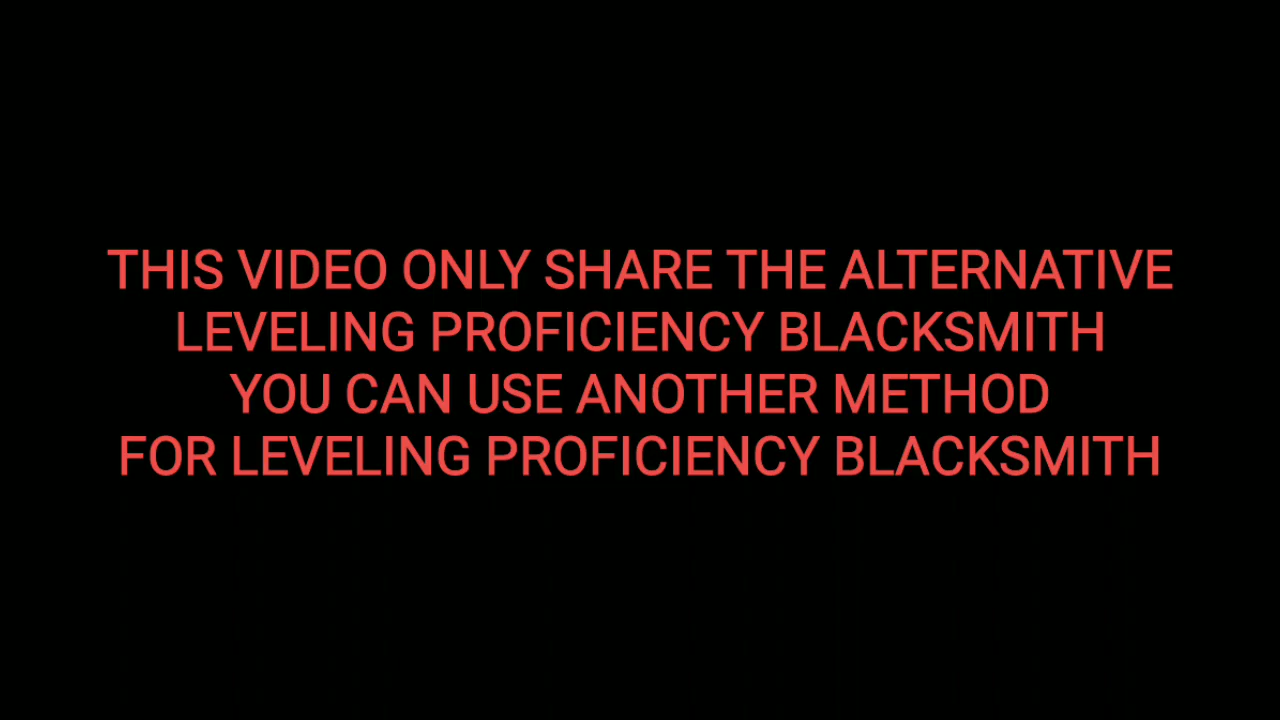 THIS VIDEO ONLY SHARE THE ALTERNATIVE
LEVELING PROFICIENCY BLACKSMITH
YOU CAN USE ANOTHER METHOD
FOR LEVELING PROFICIENCY BLACKSMITH